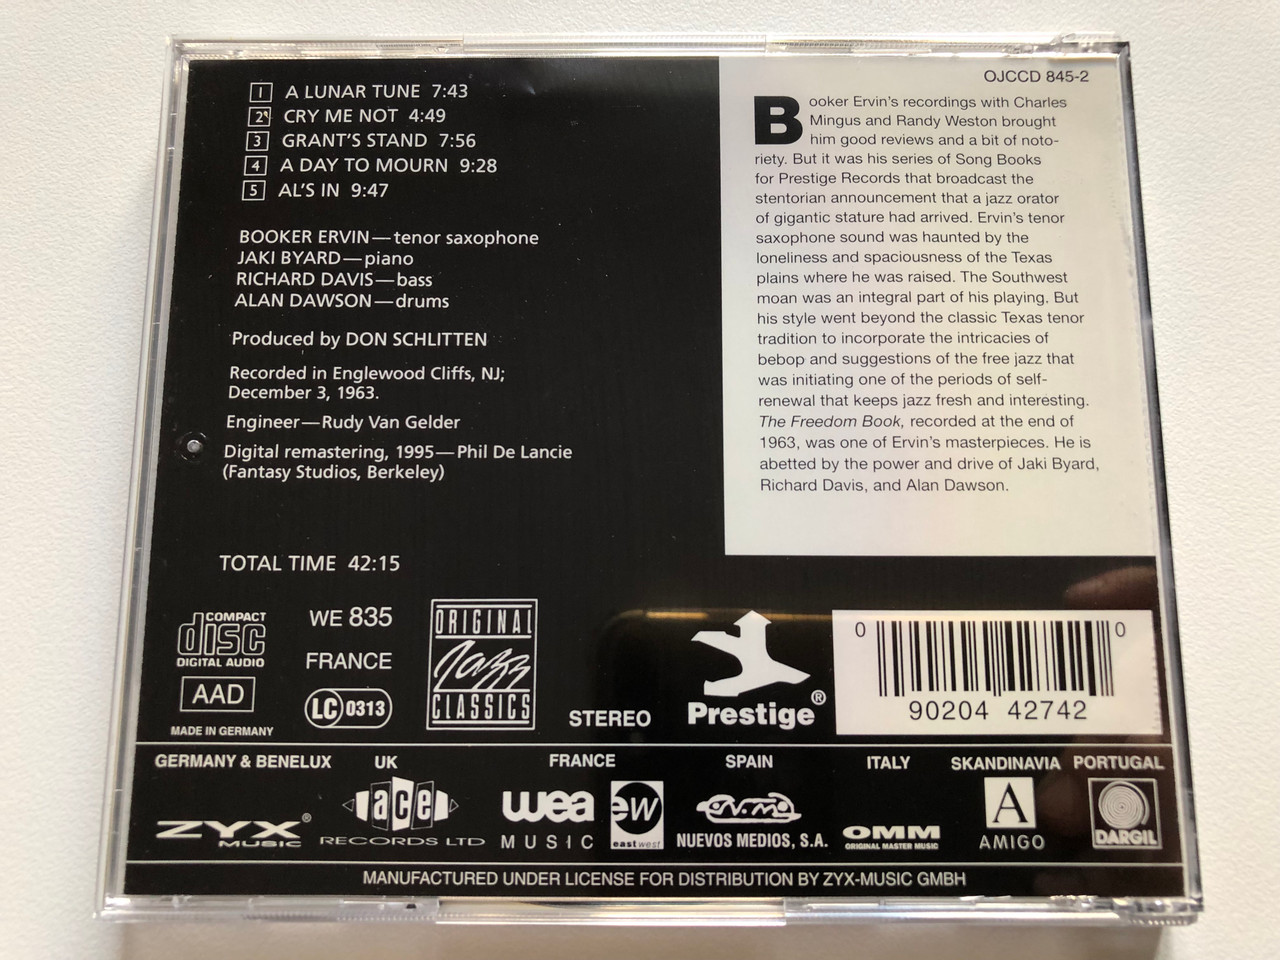 1 A LUNAR TUNE 7:43
2 CRY ME NOT 4:49
3 GRANT'S STAND 7:56
4 A DAY TO MOURN 9:28
5 AL'S IN 9:47
BOOKER ERVIN—tenor saxophone
JAKI BYARD—piano
RICHARD DAVIS—bass
ALAN DAWSON—drums
Produced by DON SCHLITTEN
Recorded in Englewood Cliffs, NJ;
December 3, 1963.
Engineer—Rudy Van Gelder
Digital remastering, 1995—Phil De Lancie
(Fantasy Studios, Berkeley)
TOTAL TIME 42:15
OJCCD 845-2
Booker Ervin's recordings with Charles
Mingus and Randy Weston brought
him good reviews and a bit of noto-
riety. But it was his series of Song Books
for Prestige Records that broadcast the
stentorian announcement that a jazz orator
of gigantic stature had arrived. Ervin's tenor
saxophone sound was haunted by the
loneliness and spaciousness of the Texas
plains where he was raised. The Southwest
moan was an integral part of his playing. But
his style went beyond the classic Texas tenor
tradition to incorporate the intricacies of
bebop and suggestions of the free jazz that
was initiating one of the periods of self-
renewal that keeps jazz fresh and interesting.
The Freedom Book, recorded at the end of
1963, was one of Ervin's masterpieces. He is
abetted by the power and drive of Jaki Byard,
Richard Davis, and Alan Dawson.
COMPACT
disc
DIGITAL AUDIO
AAD
MADE IN GERMANY
WE 835
FRANCE
LC 0313
ORIGINAL
Jazz
CLASSICS
STEREO
Prestige®
0 90204 42742 0
GERMANY & BENELUX
ZYX®
MUSIC
UK
ace
RECORDS LTD
FRANCE
wea
MUSIC
ew
eastwest
SPAIN
n.m.
NUEVOS MEDIOS, S.A.
ITALY
OMM
ORIGINAL MASTER MUSIC
SKANDINAVIA
A
AMIGO
PORTUGAL
DARGIL
MANUFACTURED UNDER LICENSE FOR DISTRIBUTION BY ZYX-MUSIC GMBH